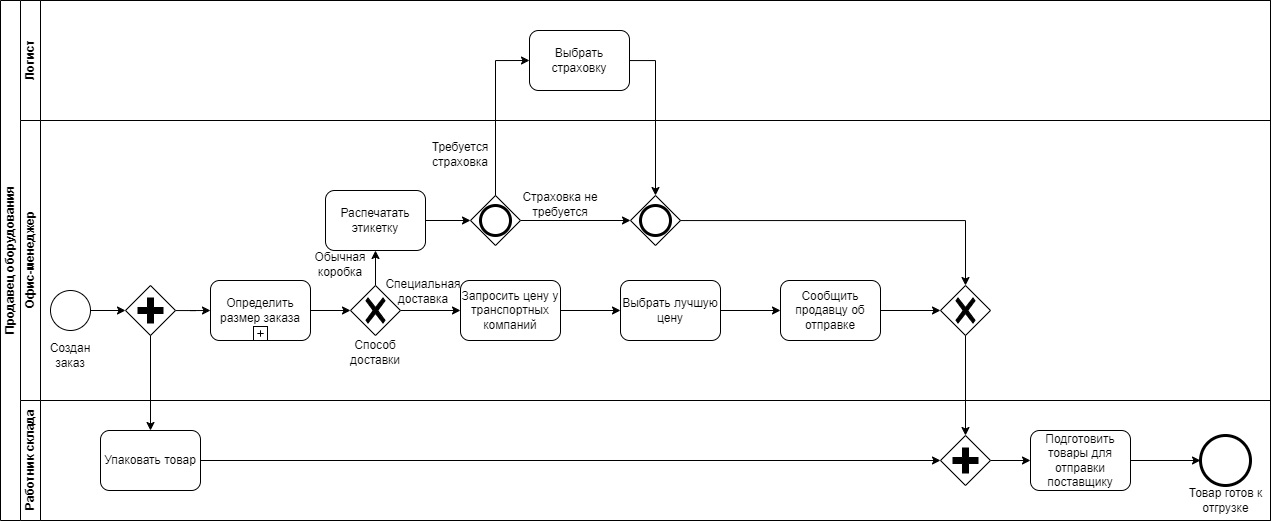 Продавец оборудования
Логист
Выбрать
страховку
Офис-менеджер
Требуется
страховка
Распечатать
этикетку
Страховка не
требуется
Обычная
коробка
Создан
заказ
Определить
размер заказа
Способ
доставки
Специальная
доставка
Запросить цену у
транспортных
компаний
Выбрать лучшую
цену
Сообщить
продавцу об
отправке
Работник склада
Упаковать товар
Подготовить
товары для
отправки
поставщику
Товар готов к
отгрузке